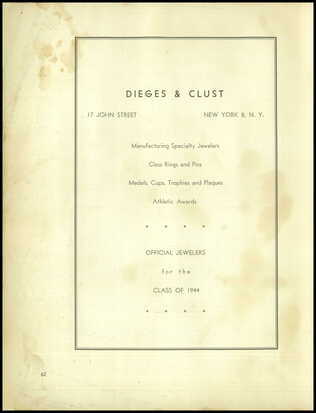 DIEGES & CLUST
17 JOHN STREET NEW YORK 8, N. Y.
Manufacturing Specialty Jewelers
Class Rings and Pins
Medals, Cups, Trophies and Plaques
Athletic Awards
* * * *
OFFICIAL JEWELERS
for the
CLASS OF 1944
* * * *
62